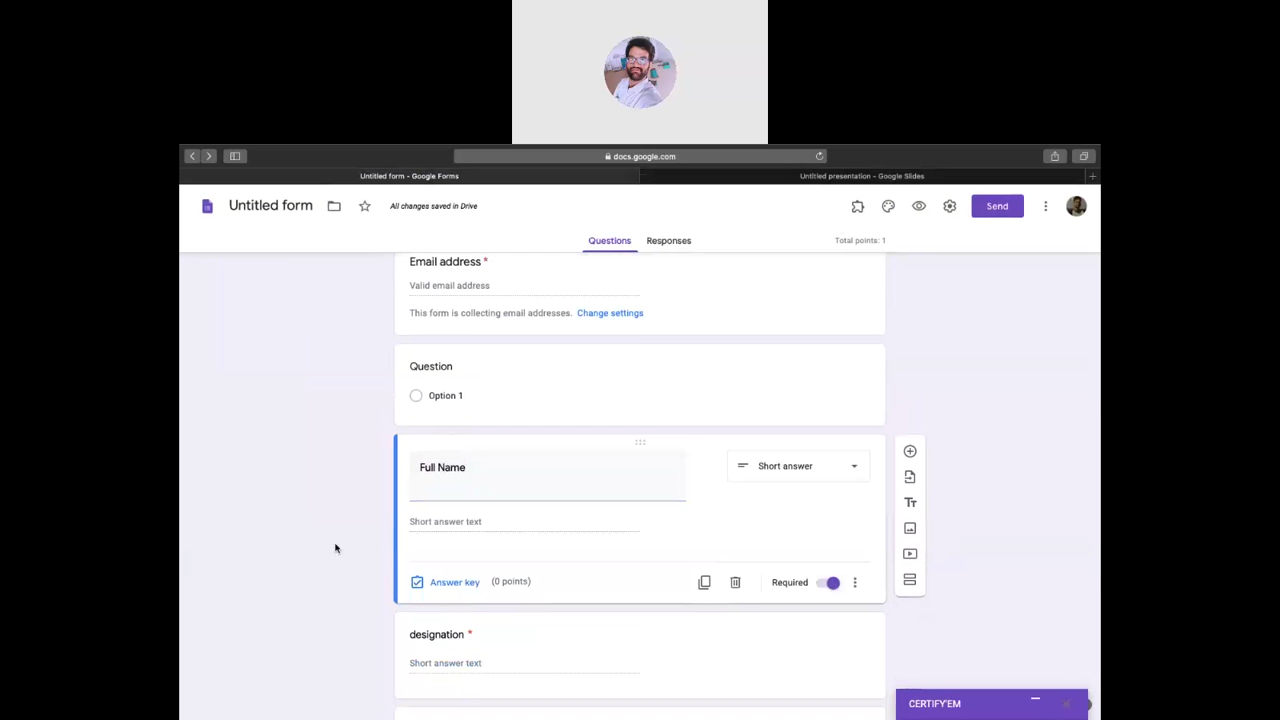 docs.google.com
Untitled form - Google Forms
Untitled presentation - Google Slides
Untitled form
All changes saved in Drive
Send
Questions
Responses
Total points: 1
Email address *
Valid email address
This form is collecting email addresses. Change settings
Question
Option 1
Full Name
Short answer
Short answer text
Answer key (0 points)
Required
designation *
Short answer text
CERTIFY'EM